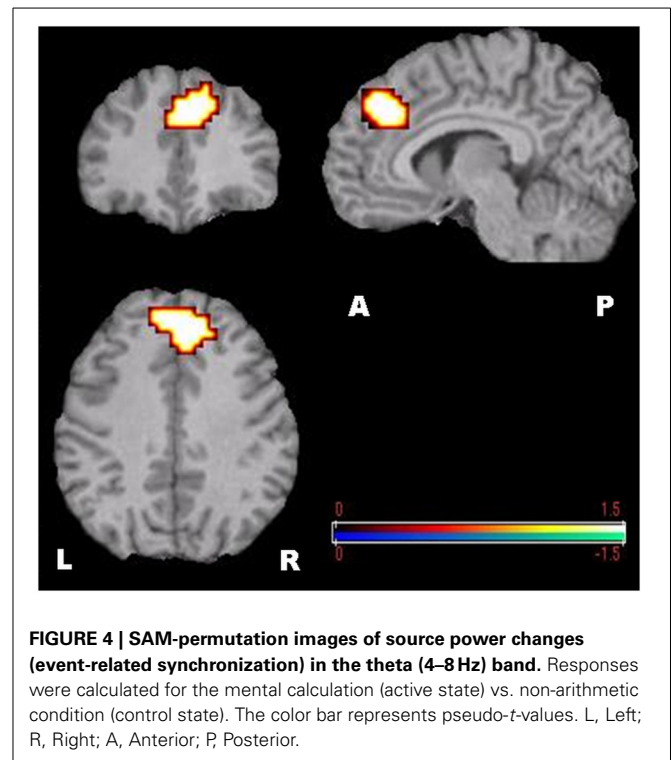 A P
L R
0 1.5
0 -1.5
FIGURE 4 | SAM-permutation images of source power changes
(event-related synchronization) in the theta (4–8 Hz) band. Responses
were calculated for the mental calculation (active state) vs. non-arithmetic
condition (control state). The color bar represents pseudo-t-values. L, Left;
R, Right; A, Anterior; P, Posterior.